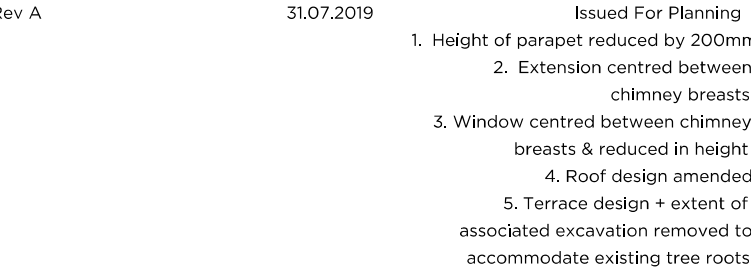 Rev A 31.07.2019 Issued For Planning
1. Height of parapet reduced by 200mm
2. Extension centred between
chimney breasts
3. Window centred between chimney
breasts & reduced in height
4. Roof design amended
5. Terrace design + extent of
associated excavation removed to
accommodate existing tree roots